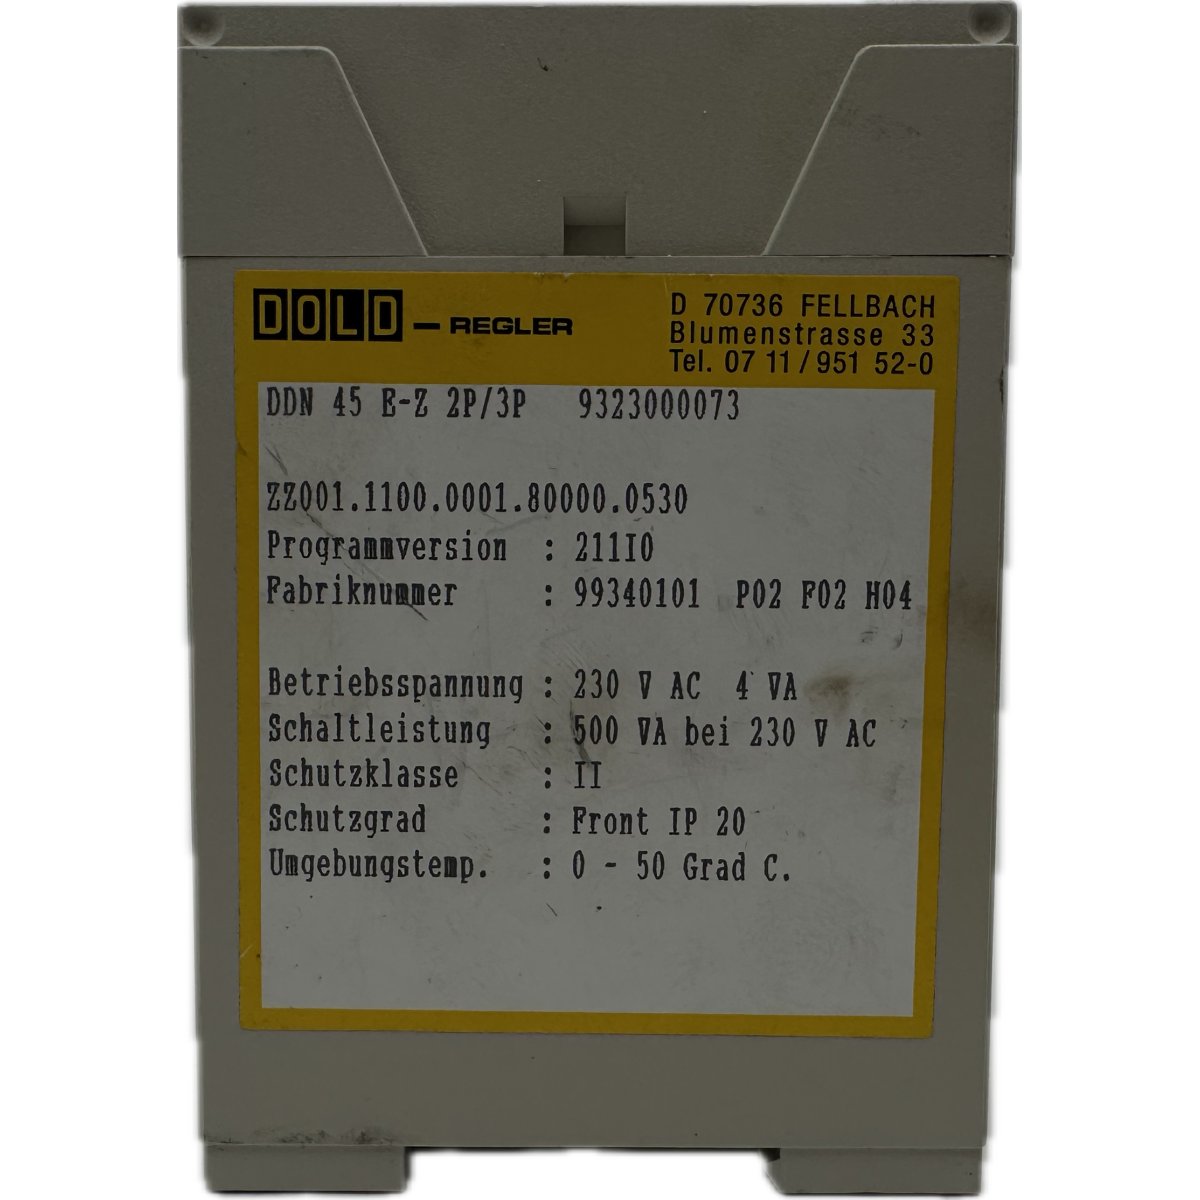 DOLD – REGLER
D 70736 FELLBACH
Blumenstrasse 33
Tel. 07 11 / 951 52-0
DDN 45 E-Z 2P/3P 9323000073
ZZ001.1100.0001.80000.0530
Programmversion : 211I0
Fabriknummer : 99340101 P02 F02 H04
Betriebsspannung : 230 V AC 4 VA
Schaltleistung : 500 VA bei 230 V AC
Schutzklasse : II
Schutzgrad : Front IP 20
Umgebungstemp. : 0 - 50 Grad C.